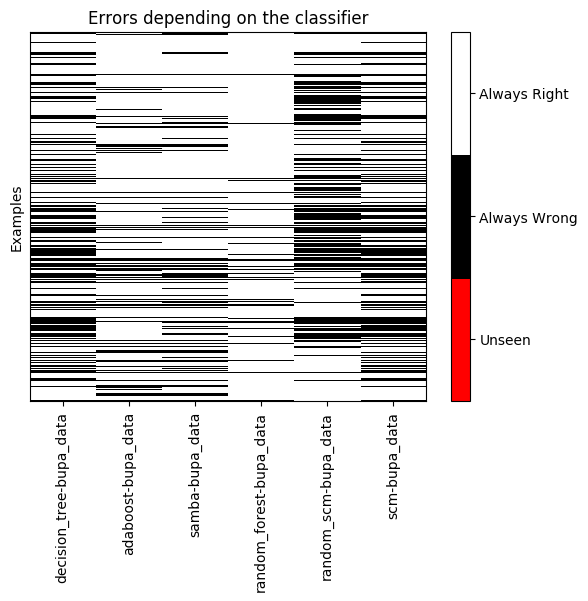 Errors depending on the classifier
Examples
Always Right
Always Wrong
Unseen
decision_tree-bupa_data
adaboost-bupa_data
samba-bupa_data
random_forest-bupa_data
random_scm-bupa_data
scm-bupa_data